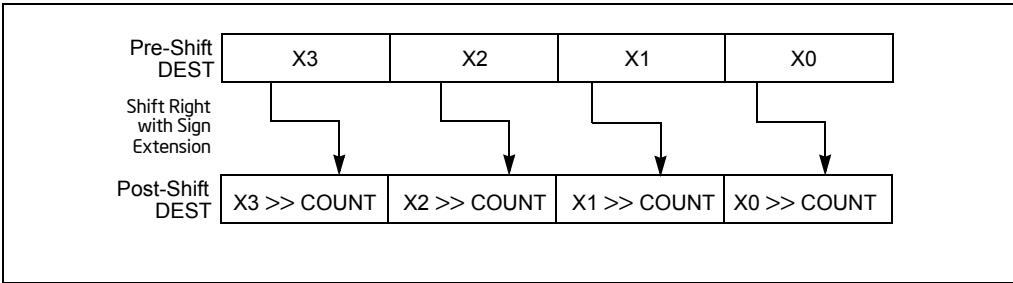 Pre-Shift
DEST
X3 X2 X1 X0
Shift Right
with Sign
Extension
Post-Shift
DEST
X3 >> COUNT X2 >> COUNT X1 >> COUNT X0 >> COUNT